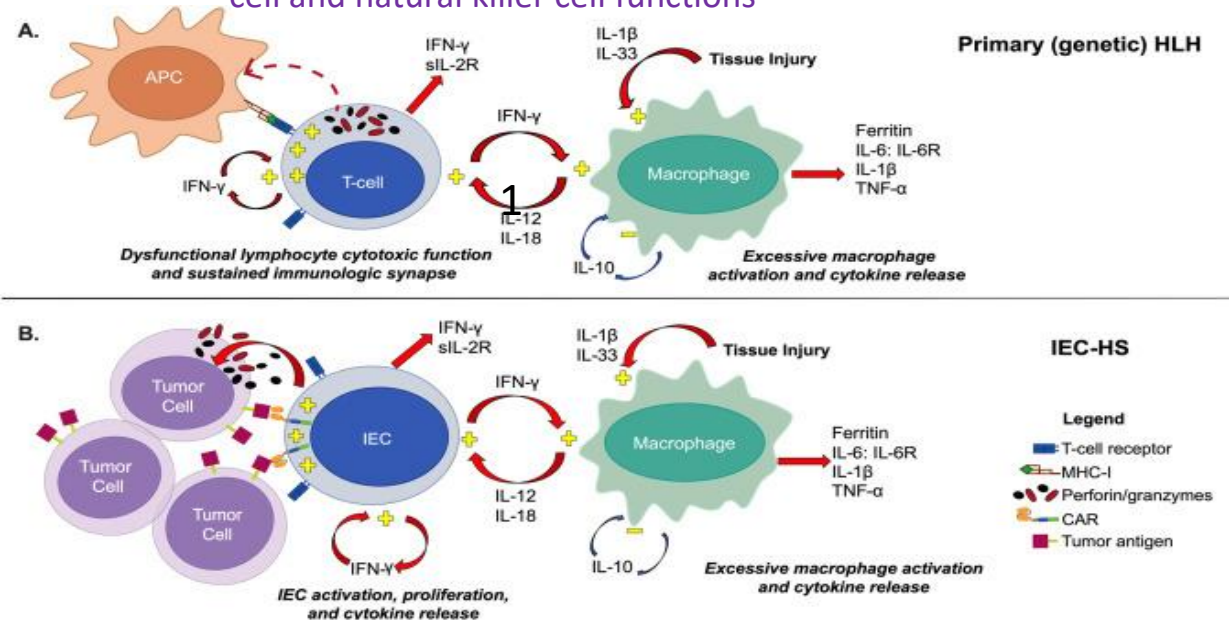 cell and natural killer cell functions
A.
Primary (genetic) HLH
APC
IFN-γ
sIL-2R
IFN-γ
T-cell
IFN-γ
1
IL-12
IL-18
IL-1β
IL-33
Tissue Injury
Macrophage
IL-10
Ferritin
IL-6: IL-6R
IL-1β
TNF-α
Dysfunctional lymphocyte cytotoxic function
and sustained immunologic synapse
Excessive macrophage
activation and cytokine release
B.
IEC-HS
Tumor
Cell
Tumor
Cell
Tumor
Cell
IFN-γ
sIL-2R
IEC
IFN-γ
IFN-γ
IL-12
IL-18
IL-1β
IL-33
Tissue Injury
Macrophage
IL-10
Ferritin
IL-6: IL-6R
IL-1β
TNF-α
IEC activation, proliferation,
and cytokine release
Excessive macrophage activation
and cytokine release
Legend
T-cell receptor
MHC-I
Perforin/granzymes
CAR
Tumor antigen